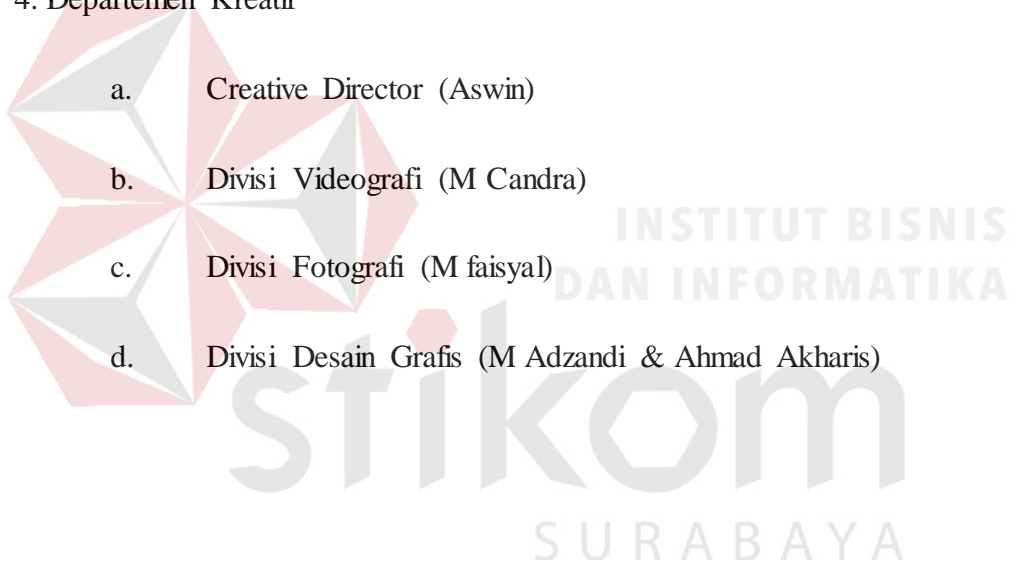 4. Departemen Kreatif
a. Creative Director (Aswin)
b. Divisi Videografi (M Candra)
INSTITUT BISNIS
c. Divisi Fotografi (M faisyal)
DAN INFORMATIKA
d. Divisi Desain Grafis (M Adzandi & Ahmad Akharis)
stikom
SURABAYA